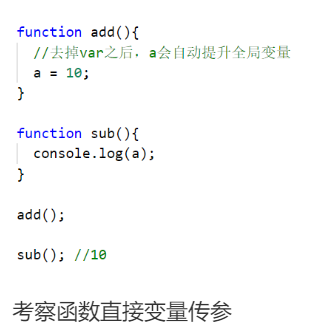 function add(){
  //去掉var之后，a会自动提升全局变量
  a = 10;
}

function sub(){
  console.log(a);
}

add();

sub(); //10

考察函数直接变量传参